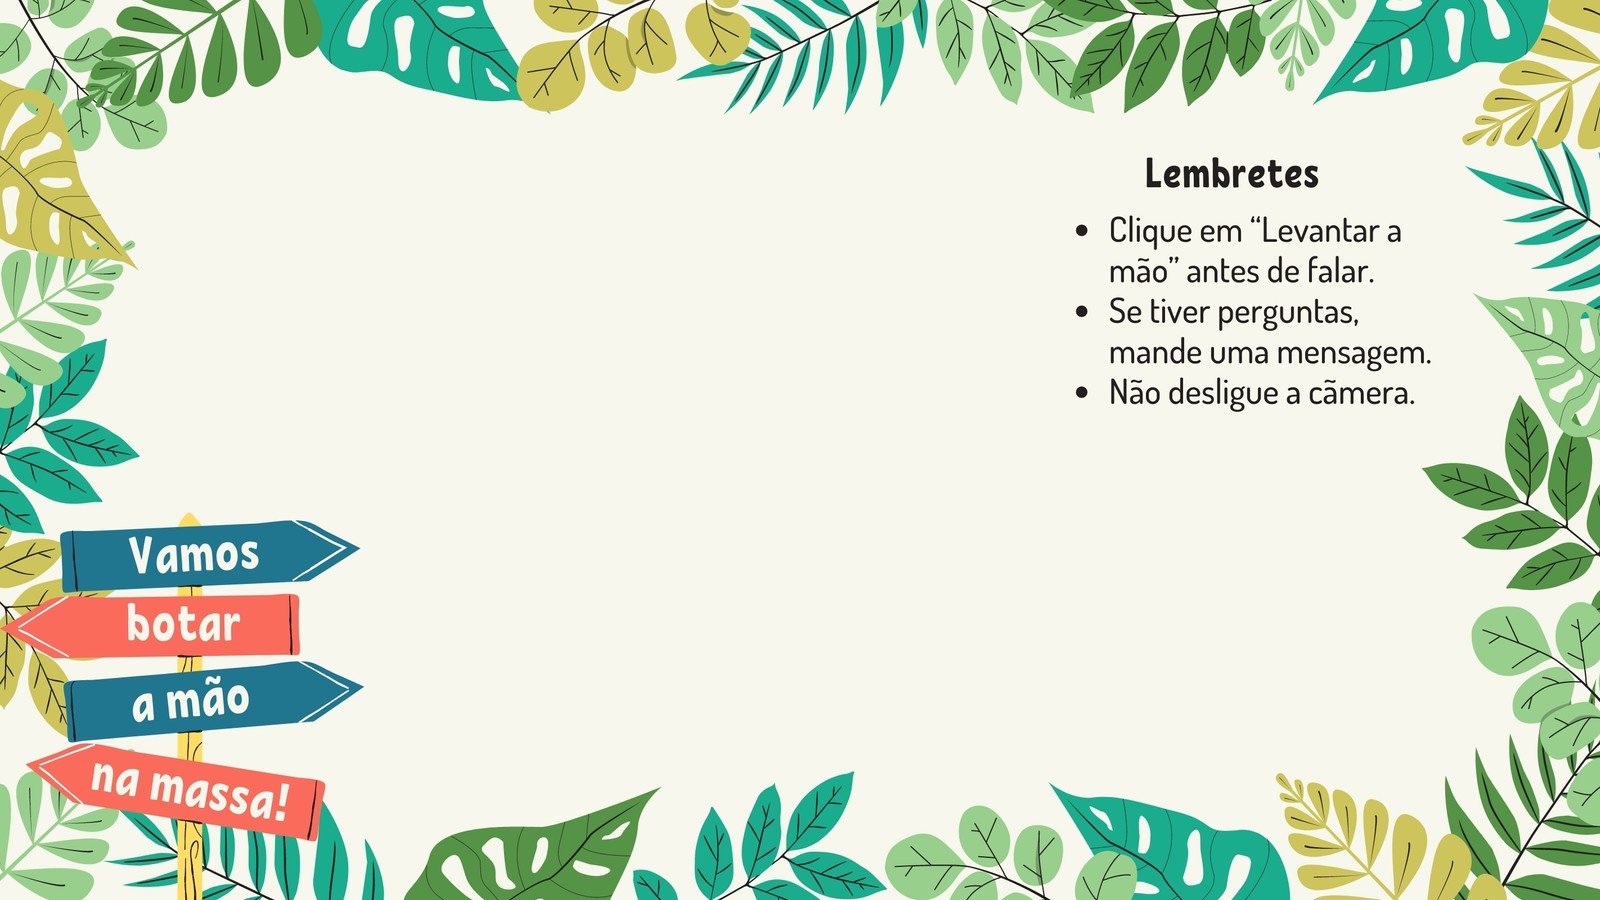 Lembretes
• Clique em “Levantar a
mão” antes de falar.
• Se tiver perguntas,
mande uma mensagem.
• Não desligue a cãmera.
Vamos
botar
a mão
na massa!